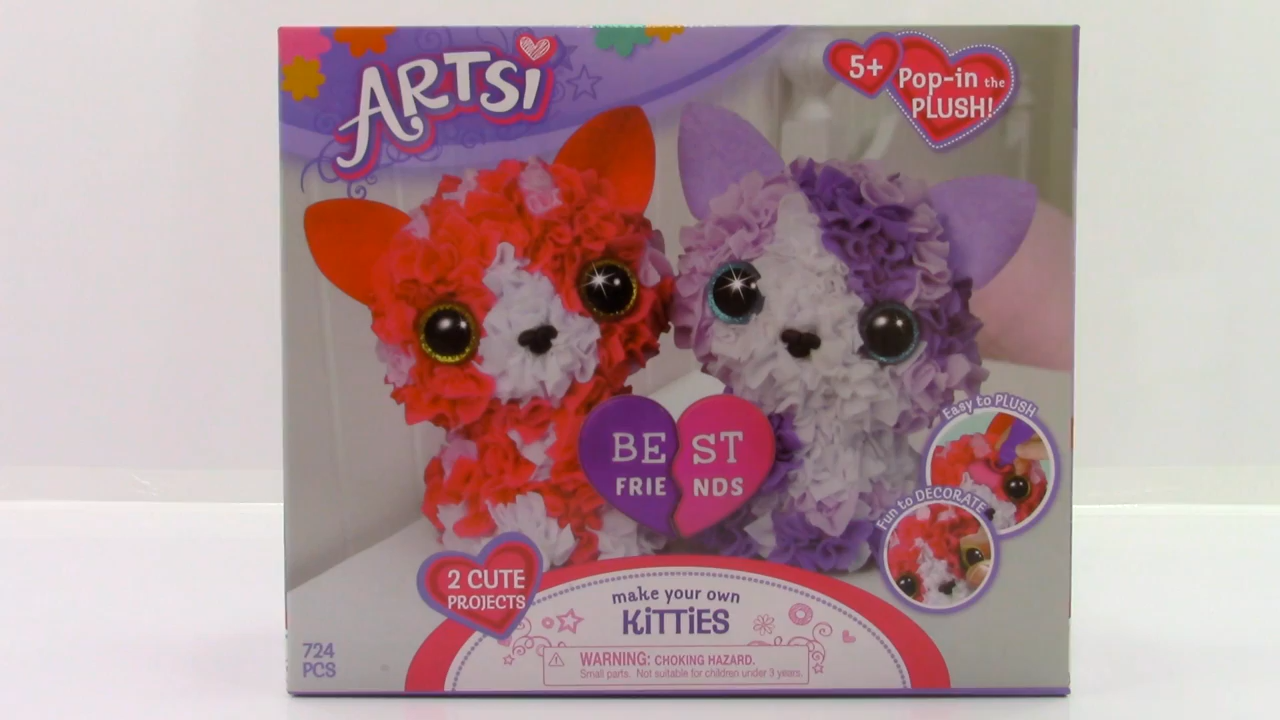 ARTSi
5+
Pop-in the
PLUSH!
BE ST
FRIE NDS
Easy to PLUSH
Fun to DECORATE
2 CUTE
PROJECTS
make your own
KiTTiES
WARNING: CHOKING HAZARD.
Small parts. Not suitable for children under 3 years.
724
PCS